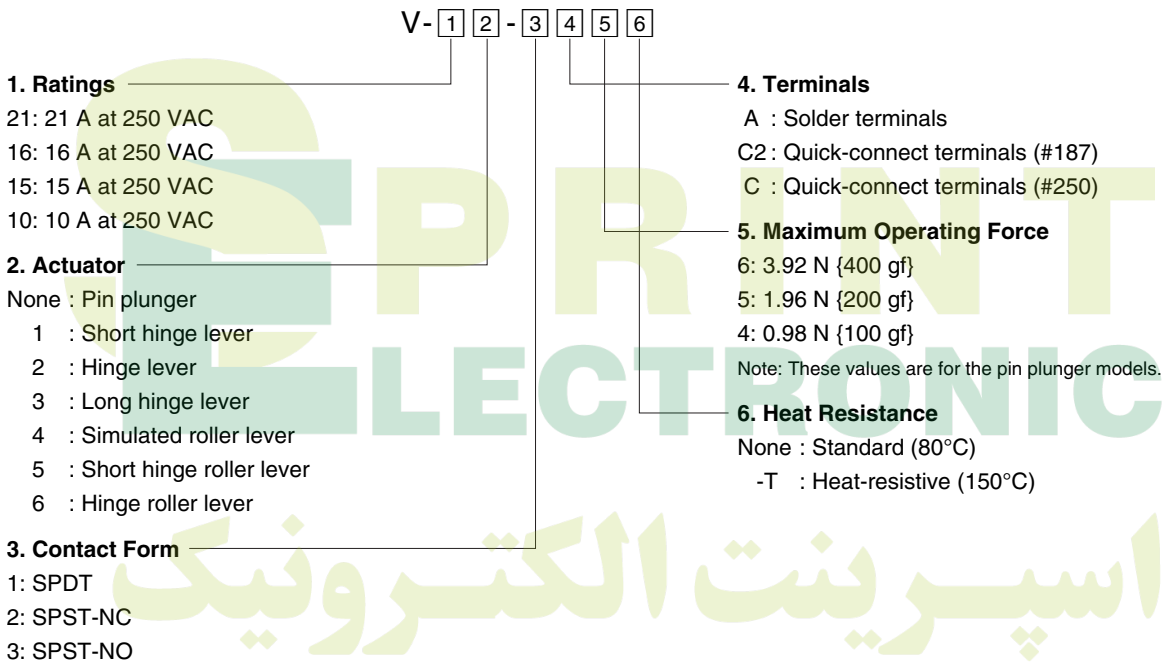 V-1 2 - 3 4 5 6
1. Ratings
21: 21 A at 250 VAC
16: 16 A at 250 VAC
15: 15 A at 250 VAC
10: 10 A at 250 VAC
2. Actuator
None : Pin plunger
1 : Short hinge lever
2 : Hinge lever
3 : Long hinge lever
4 : Simulated roller lever
5 : Short hinge roller lever
6 : Hinge roller lever
3. Contact Form
1: SPDT
2: SPST-NC
3: SPST-NO
4. Terminals
A : Solder terminals
C2 : Quick-connect terminals (#187)
C : Quick-connect terminals (#250)
5. Maximum Operating Force
6: 3.92 N {400 gf}
5: 1.96 N {200 gf}
4: 0.98 N {100 gf}
Note: These values are for the pin plunger models.
6. Heat Resistance
None : Standard (80°C)
-T : Heat-resistive (150°C)
SPRINT
ELECTRONIC
اسپرینت الکترونیک